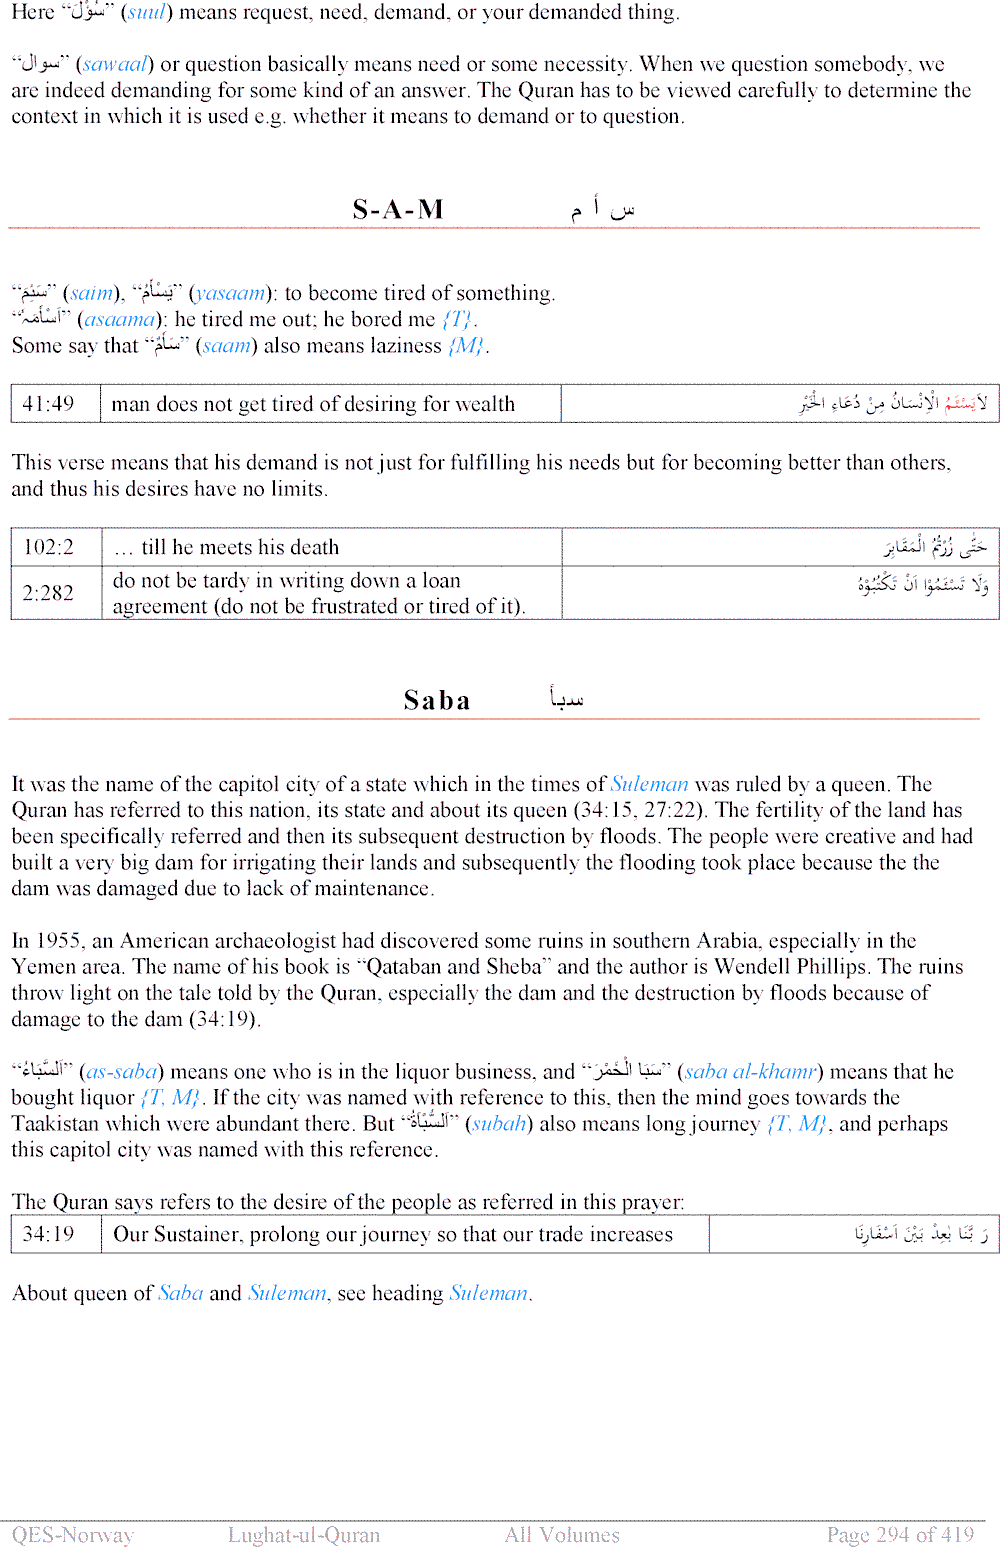 Here “سُؤْلٌ” (suul) means request, need, demand, or your demanded thing.
“سوال” (sawaal) or question basically means need or some necessity. When we question somebody, we
are indeed demanding for some kind of an answer. The Quran has to be viewed carefully to determine the
context in which it is used e.g. whether it means to demand or to question.
S-A-M س أ م
“سَئِمَ” (saim), “يَسْأَمُ” (yasaam): to become tired of something.
“اَسْأَمَہٗ” (asaama): he tired me out; he bored me {T}.
Some say that “سَأَمٌ” (saam) also means laziness {M}.
41:49 man does not get tired of desiring for wealth لاَيَسْئَمُ الْاِنْسَانُ مِنْ دُعَاءِ الْخَيْرِ
This verse means that his demand is not just for fulfilling his needs but for becoming better than others,
and thus his desires have no limits.
102:2 … till he meets his death حَتّٰى زُرْتُمُ الْمَقَابِرَ
2:282 do not be tardy in writing down a loan وَلَا تَسْئَمُوْا اَنْ تَكْتُبُوْهُ
agreement (do not be frustrated or tired of it).
Saba سبأ
It was the name of the capitol city of a state which in the times of Suleman was ruled by a queen. The
Quran has referred to this nation, its state and about its queen (34:15, 27:22). The fertility of the land has
been specifically referred and then its subsequent destruction by floods. The people were creative and had
built a very big dam for irrigating their lands and subsequently the flooding took place because the the
dam was damaged due to lack of maintenance.
In 1955, an American archaeologist had discovered some ruins in southern Arabia, especially in the
Yemen area. The name of his book is “Qataban and Sheba” and the author is Wendell Phillips. The ruins
throw light on the tale told by the Quran, especially the dam and the destruction by floods because of
damage to the dam (34:19).
“اَلسَّبَاءُ” (as-saba) means one who is in the liquor business, and “سَبَا الْخَمْرَ” (saba al-khamr) means that he
bought liquor {T, M}. If the city was named with reference to this, then the mind goes towards the
Taakistan which were abundant there. But “اَلسُّبْأَۃُ” (subah) also means long journey {T, M}, and perhaps
this capitol city was named with this reference.
The Quran says refers to the desire of the people as referred in this prayer:
34:19 Our Sustainer, prolong our journey so that our trade increases رَ بَّنَا بٰعِدْ بَيْنَ اَسْفَارِنَا
About queen of Saba and Suleman, see heading Suleman.
QES-Norway Lughat-ul-Quran All Volumes Page 294 of 419